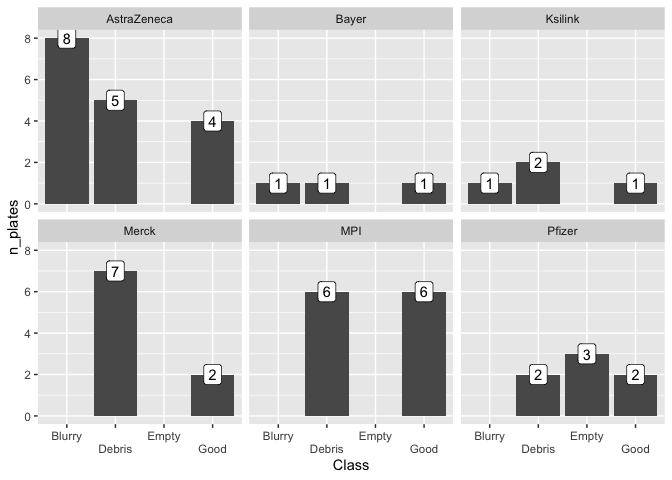 AstraZeneca Bayer Ksilink
8
8
6
5
4
4
2
2
1 1 1 1 1
0
n_plates
Merck MPI Pfizer
8
7
6
6 6
4
3
2
2 2 2
0
Blurry Empty Blurry Empty Blurry Empty
Debris Good Debris Good Debris Good
Class